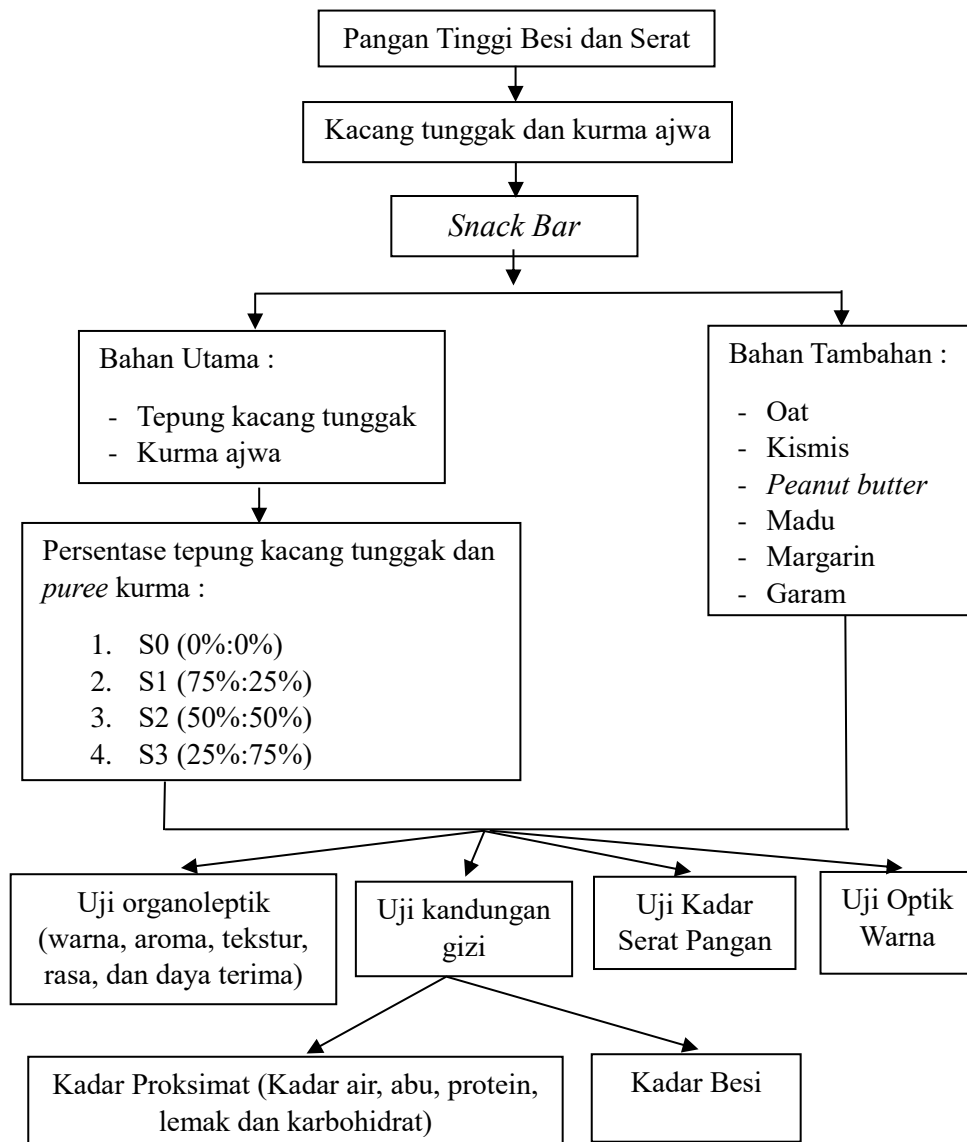 Pangan Tinggi Besi dan Serat
Kacang tunggak dan kurma ajwa
Snack Bar
Bahan Utama :
- Tepung kacang tunggak
- Kurma ajwa
Bahan Tambahan :
- Oat
- Kismis
- Peanut butter
- Madu
- Margarin
- Garam
Persentase tepung kacang tunggak dan
puree kurma :
1. S0 (0%:0%)
2. S1 (75%:25%)
3. S2 (50%:50%)
4. S3 (25%:75%)
Uji organoleptik
(warna, aroma, tekstur,
rasa, dan daya terima)
Uji kandungan
gizi
Uji Kadar
Serat Pangan
Uji Optik
Warna
Kadar Proksimat (Kadar air, abu, protein,
lemak dan karbohidrat)
Kadar Besi